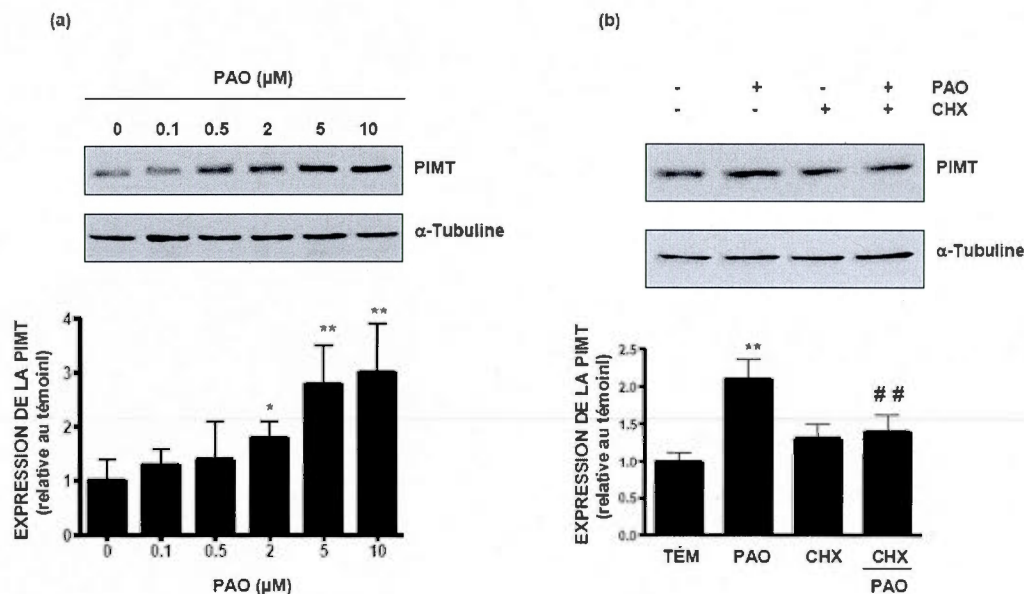 (a)
PAO (µM)
0 0.1 0.5 2 5 10
PIMT
α-Tubuline
EXPRESSION DE LA PIMT
(relative au témoinl)
4
3
2
1
0
*
**
**
0 0.1 0.5 2 5 10
PAO (µM)
(b)
- + - + PAO
- - + + CHX
PIMT
α-Tubuline
EXPRESSION DE LA PIMT
(relative au témoinl)
2.5
2.0
1.5
1.0
0.5
0.0
**
# #
TÉM PAO CHX CHX
PAO